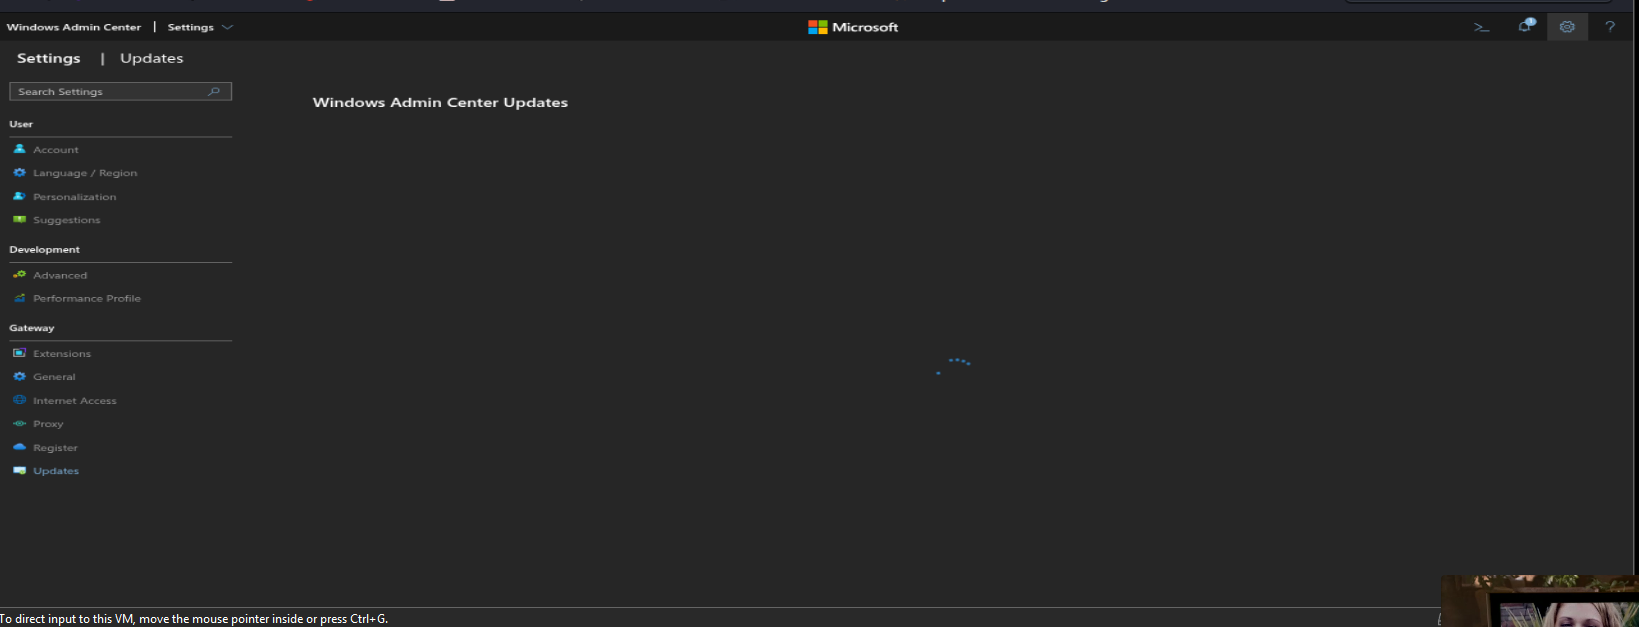 Windows Admin Center | Settings
Microsoft
>_
1
?
Settings | Updates
Search Settings
Windows Admin Center Updates
User
Account
Language / Region
Personalization
Suggestions
Development
Advanced
Performance Profile
Gateway
Extensions
General
Internet Access
Proxy
Register
Updates
To direct input to this VM, move the mouse pointer inside or press Ctrl+G.